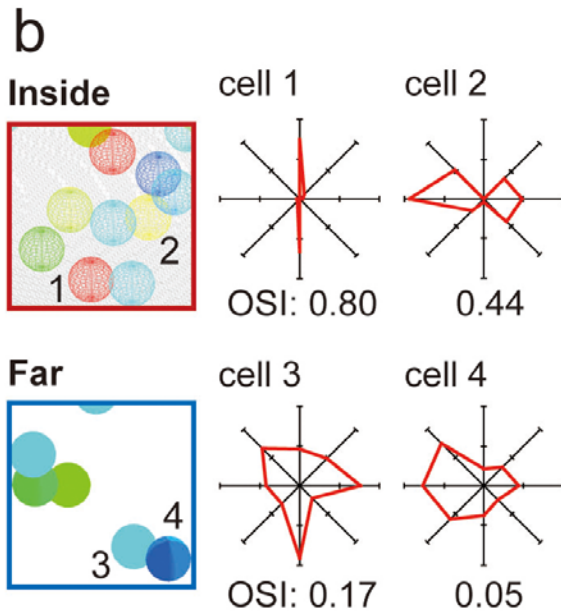 b
Inside
cell 1
cell 2
1
2
OSI: 0.80
0.44
Far
cell 3
cell 4
3
4
OSI: 0.17
0.05